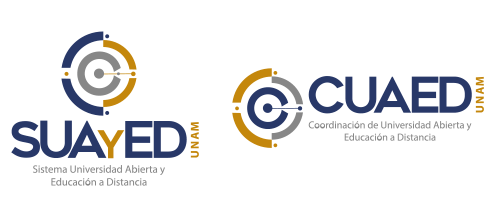 SUAyED
UNAM
Sistema Universidad Abierta y
Educación a Distancia
CUAED
UNAM
Coordinación de Universidad Abierta y
Educación a Distancia